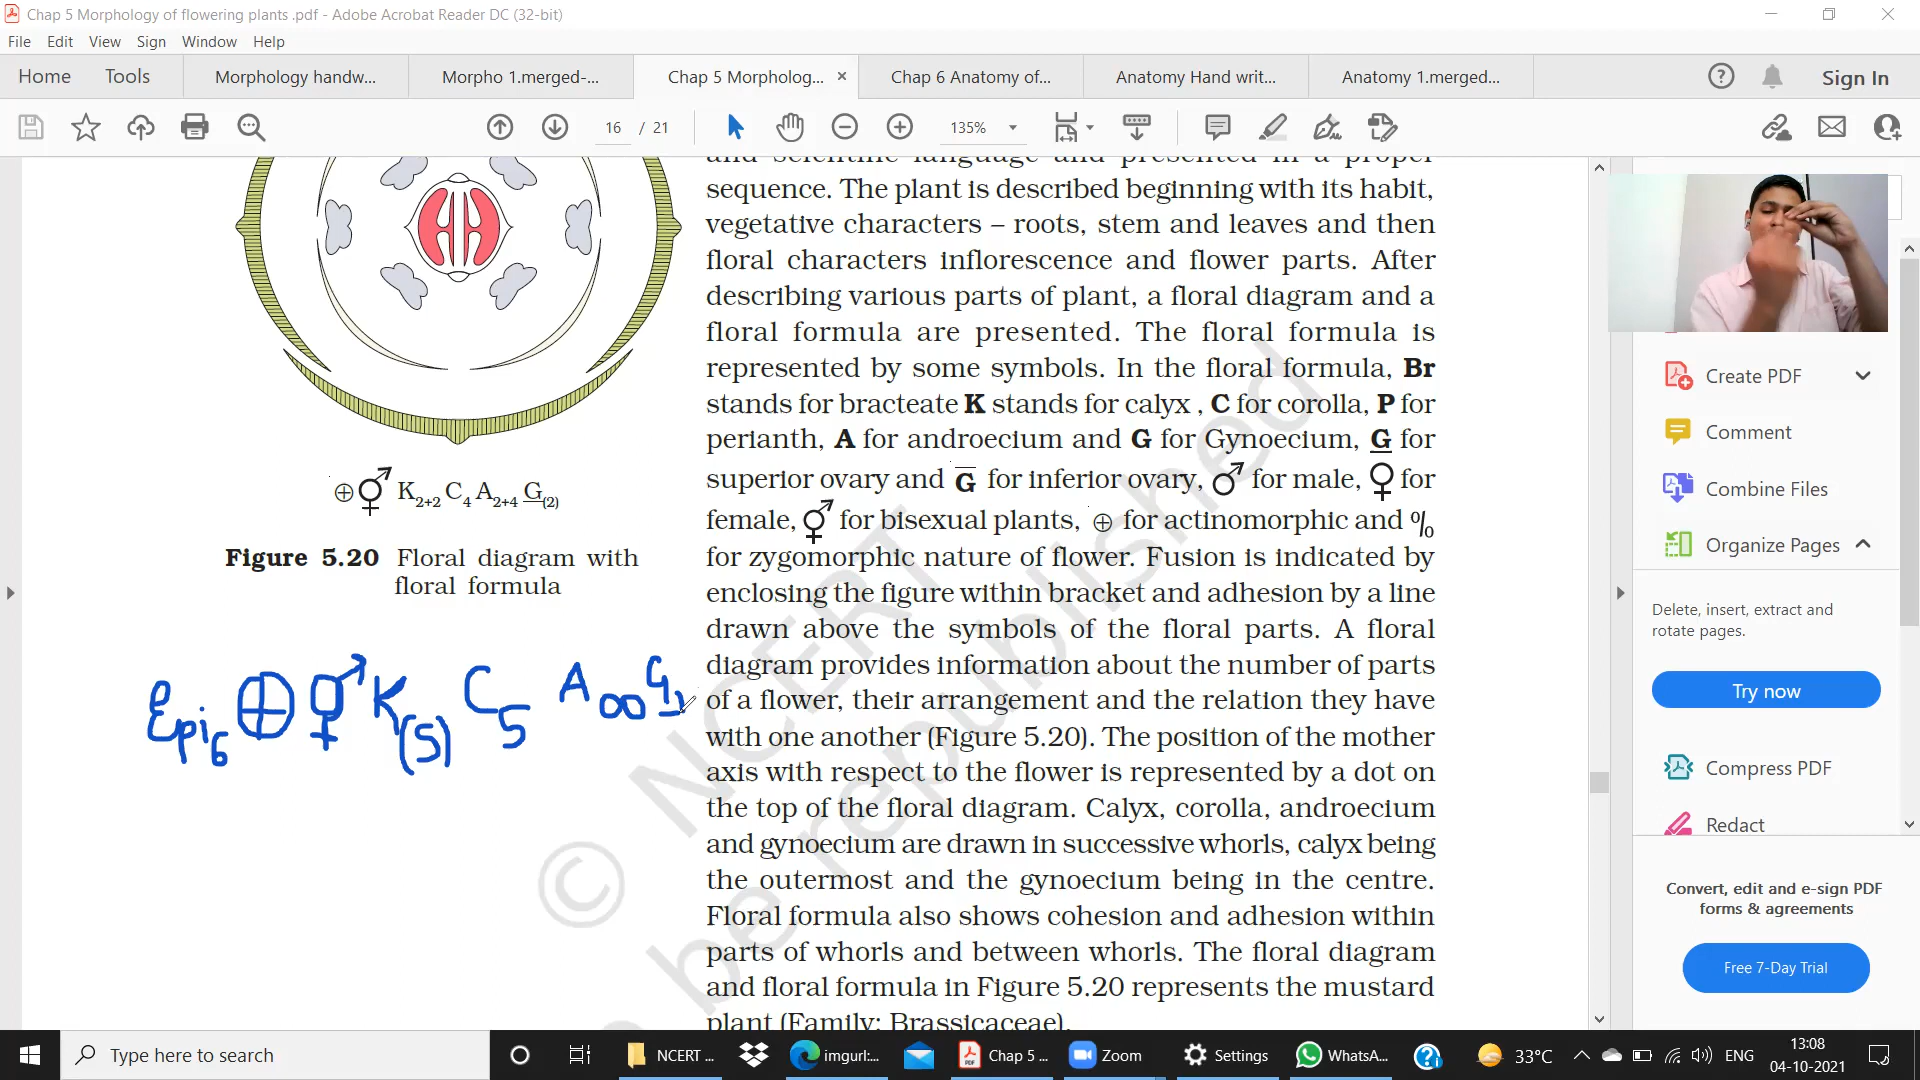 Chap 5 Morphology of flowering plants .pdf - Adobe Acrobat Reader DC (32-bit)
File Edit View Sign Window Help
Home Tools Morphology handw... Morpho 1.merged-... Chap 5 Morpholog... × Chap 6 Anatomy of... Anatomy Hand writ... Anatomy 1.merged... Sign In
16 / 21 135%
and scientific language and presented in a proper
sequence. The plant is described beginning with its habit,
vegetative characters – roots, stem and leaves and then
floral characters inflorescence and flower parts. After
describing various parts of plant, a floral diagram and a
floral formula are presented. The floral formula is
represented by some symbols. In the floral formula, Br
stands for bracteate K stands for calyx , C for corolla, P for
perianth, A for androecium and G for Gynoecium, G for
superior ovary and G for inferior ovary, ♂ for male, ♀ for
female, ⚥ for bisexual plants, ⊕ for actinomorphic and %
for zygomorphic nature of flower. Fusion is indicated by
enclosing the figure within bracket and adhesion by a line
drawn above the symbols of the floral parts. A floral
diagram provides information about the number of parts
of a flower, their arrangement and the relation they have
with one another (Figure 5.20). The position of the mother
axis with respect to the flower is represented by a dot on
the top of the floral diagram. Calyx, corolla, androecium
and gynoecium are drawn in successive whorls, calyx being
the outermost and the gynoecium being in the centre.
Floral formula also shows cohesion and adhesion within
parts of whorls and between whorls. The floral diagram
and floral formula in Figure 5.20 represents the mustard
plant (Family: Brassicaceae).
⊕ ⚥ K2+2 C4 A2+4 G(2)
Figure 5.20 Floral diagram with
floral formula
Epi6 ⊕ ⚥ K(5) C5 A∞ G
© NCERT
be republished
Create PDF
Comment
Combine Files
Organize Pages
Delete, insert, extract and
rotate pages.
Try now
Compress PDF
Redact
Convert, edit and e-sign PDF
forms & agreements
Free 7-Day Trial
Type here to search NCERT ... imgurl:... Chap 5 ... Zoom Settings WhatsA... 33°C ENG 13:08
04-10-2021